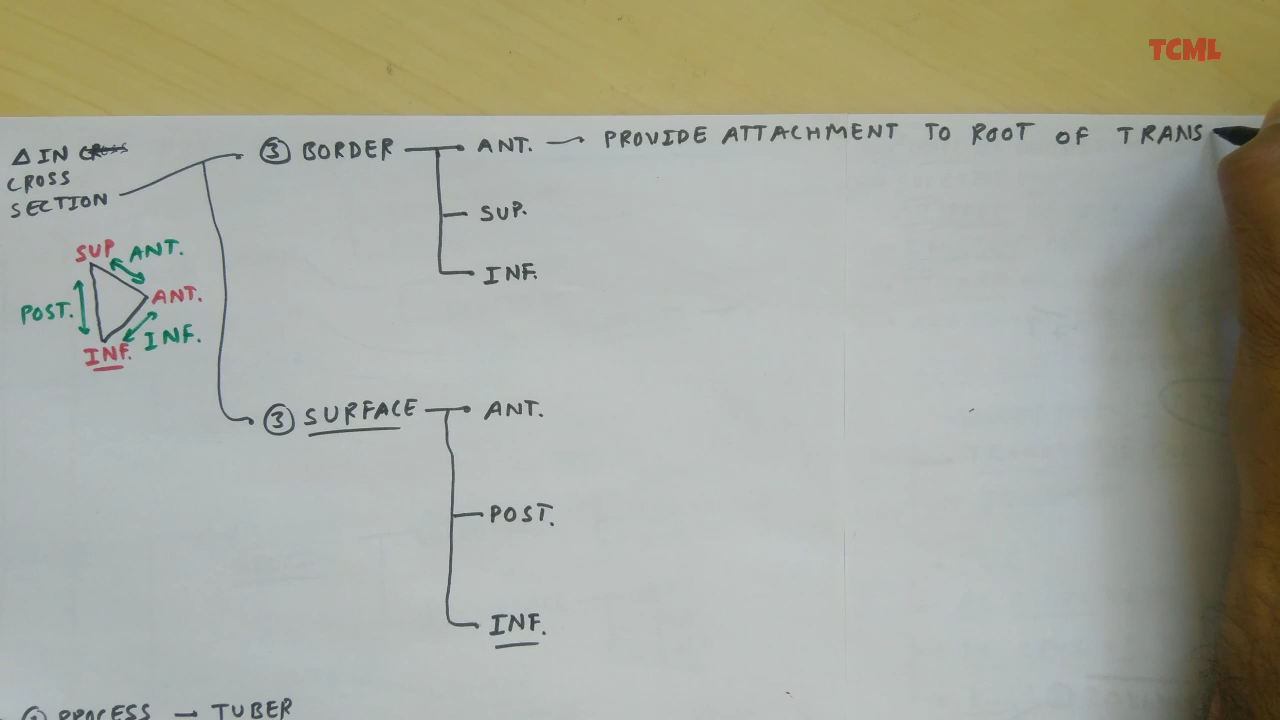 TCML
Δ IN
CROSS
SECTION
③ BORDER
ANT. → PROVIDE ATTACHMENT TO ROOT OF TRANS
SUP.
INF.
SUP ANT.
POST. ANT.
INF. INF.
③ SURFACE
ANT.
POST.
INF.
① PROCESS → TUBER